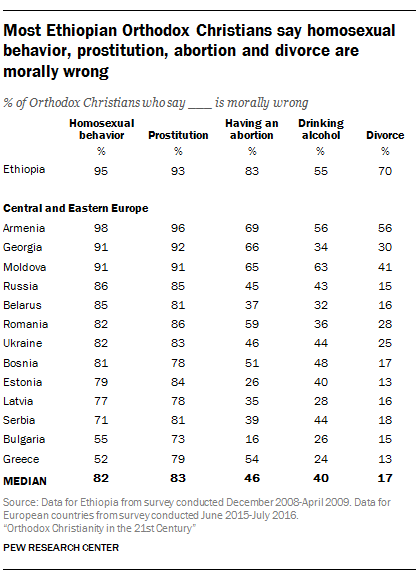 Most Ethiopian Orthodox Christians say homosexual
behavior, prostitution, abortion and divorce are
morally wrong
% of Orthodox Christians who say ___ is morally wrong
Homosexual behavior Prostitution Having an abortion Drinking alcohol Divorce
% % % % %
Ethiopia 95 93 83 55 70
Central and Eastern Europe
Armenia 98 96 69 56 56
Georgia 91 92 66 34 30
Moldova 91 91 65 63 41
Russia 86 85 45 43 15
Belarus 85 81 37 32 16
Romania 82 86 59 36 28
Ukraine 82 83 46 44 25
Bosnia 81 78 51 48 17
Estonia 79 84 26 40 13
Latvia 77 78 35 28 16
Serbia 71 81 39 44 18
Bulgaria 55 73 16 26 15
Greece 52 79 54 24 13
MEDIAN 82 83 46 40 17
Source: Data for Ethiopia from survey conducted December 2008-April 2009. Data for
European countries from survey conducted June 2015-July 2016.
“Orthodox Christianity in the 21st Century”
PEW RESEARCH CENTER